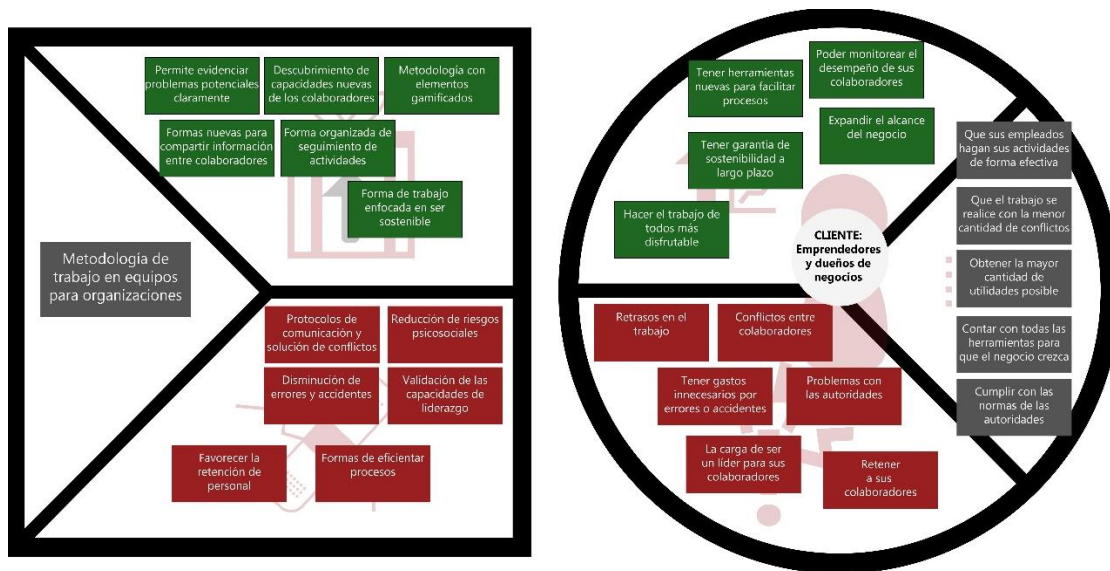 Permite evidenciar
problemas potenciales
claramente
Descubrimiento de
capacidades nuevas
de los colaboradores
Metodología con
elementos
gamificados
Formas nuevas para
compartir información
entre colaboradores
Forma organizada de
seguimiento de
actividades
Forma de trabajo
enfocada en ser
sostenible
Metodología de
trabajo en equipos
para organizaciones
Protocolos de
comunicación y
solución de conflictos
Reducción de riesgos
psicosociales
Disminución de
errores y accidentes
Validación de las
capacidades de
liderazgo
Favorecer la
retención de
personal
Formas de eficientar
procesos
Tener herramientas
nuevas para facilitar
procesos
Poder monitorear el
desempeño de sus
colaboradores
Expandir el alcance
del negocio
Tener garantia de
sostenibilidad a
largo plazo
Hacer el trabajo de
todos más
disfrutable
CLIENTE:
Emprendedores
y dueños de
negocios
Que sus empleados
hagan sus actividades
de forma efectiva
Que el trabajo se
realice con la menor
cantidad de conflictos
Obtener la mayor
cantidad de
utilidades posible
Contar con todas las
herramientas para
que el negocio crezca
Cumplir con las
normas de las
autoridades
Retrasos en el
trabajo
Conflictos entre
colaboradores
Tener gastos
innecesarios por
errores o accidentes
Problemas con
las autoridades
La carga de ser
un líder para sus
colaboradores
Retener
a sus
colaboradores